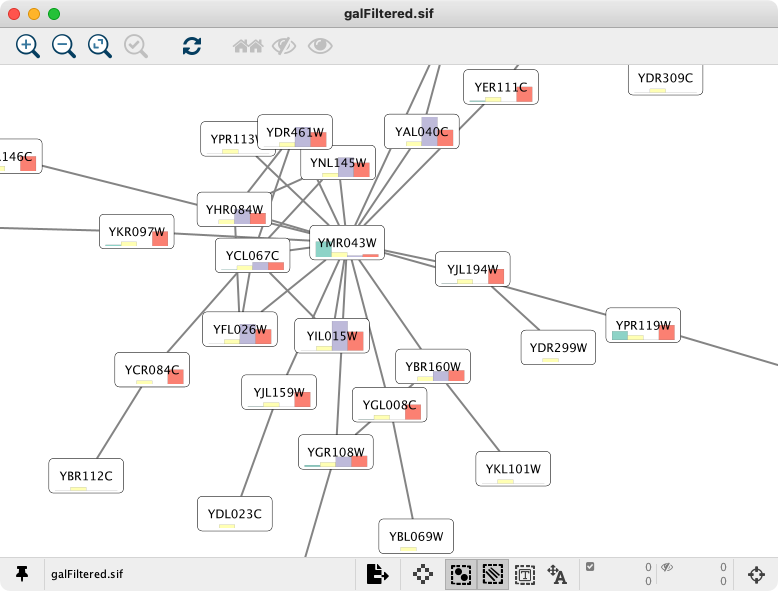 galFiltered.sif
YER111C
YDR309C
YPR113W
YDR461W
YAL040C
146C
YNL145W
YHR084W
YKR097W
YMR043W
YCL067C
YJL194W
YFL026W
YIL015W
YPR119W
YDR299W
YCR084C
YBR160W
YJL159W
YGL008C
YGR108W
YBR112C
YKL101W
YDL023C
YBL069W
galFiltered.sif
T
A
0
0
0
0